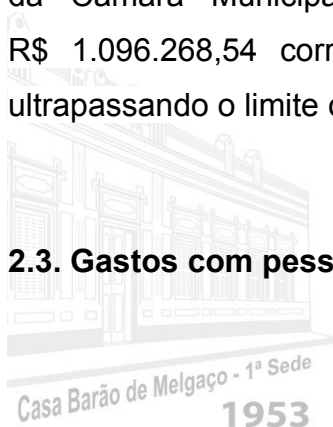 da Câmara Municipa
R$ 1.096.268,54 cor
ultrapassando o limite
2.3. Gastos com pess
Casa Barão de Melgaço - 1ª Sede
1953